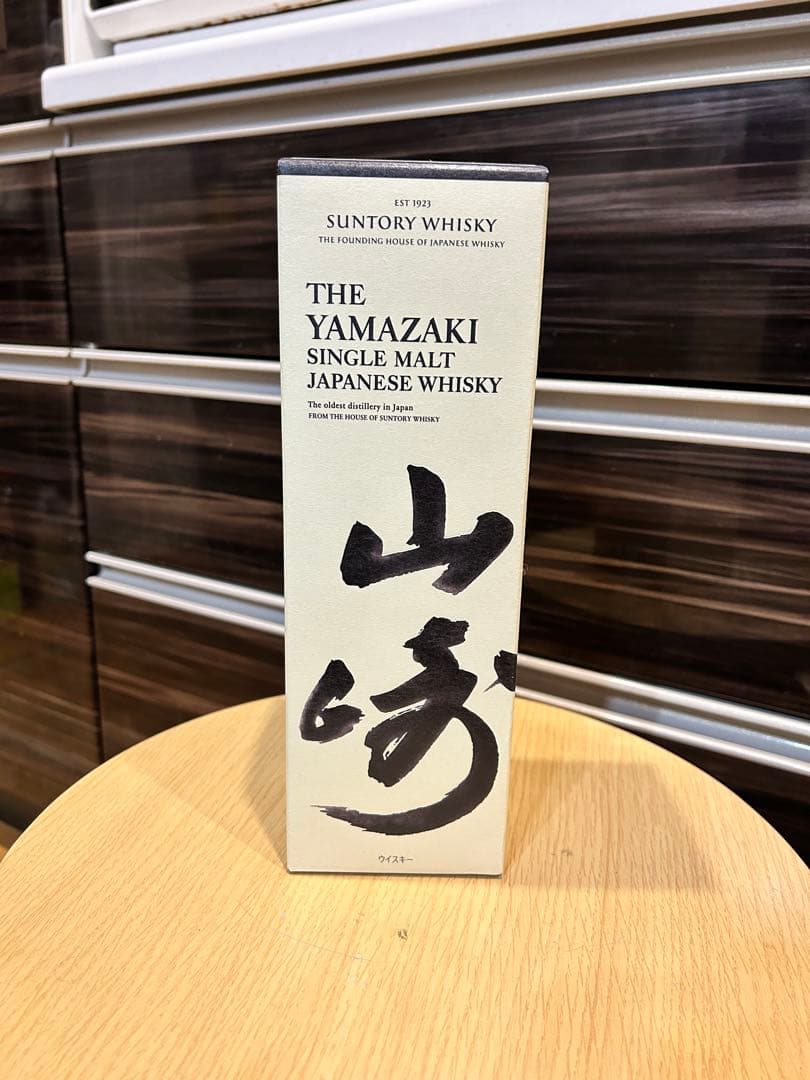 EST 1923
SUNTORY WHISKY
THE FOUNDING HOUSE OF JAPANESE WHISKY
THE
YAMAZAKI
SINGLE MALT
JAPANESE WHISKY
The oldest distillery in Japan
FROM THE HOUSE OF SUNTORY WHISKY
山
崎
ウイスキー